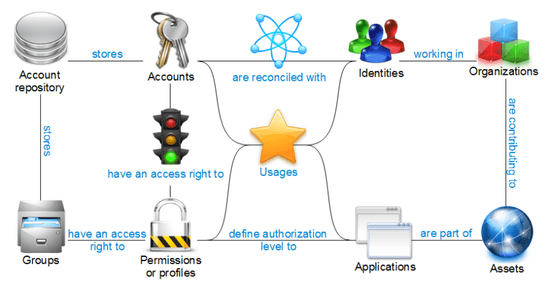 stores
Account
repository
Accounts
are reconciled with
Identities
working in
Organizations
stores
have an access right to
Usages
are contributing to
Groups
have an access
right to
Permissions
or profiles
define authorization
level to
Applications
are part of
Assets